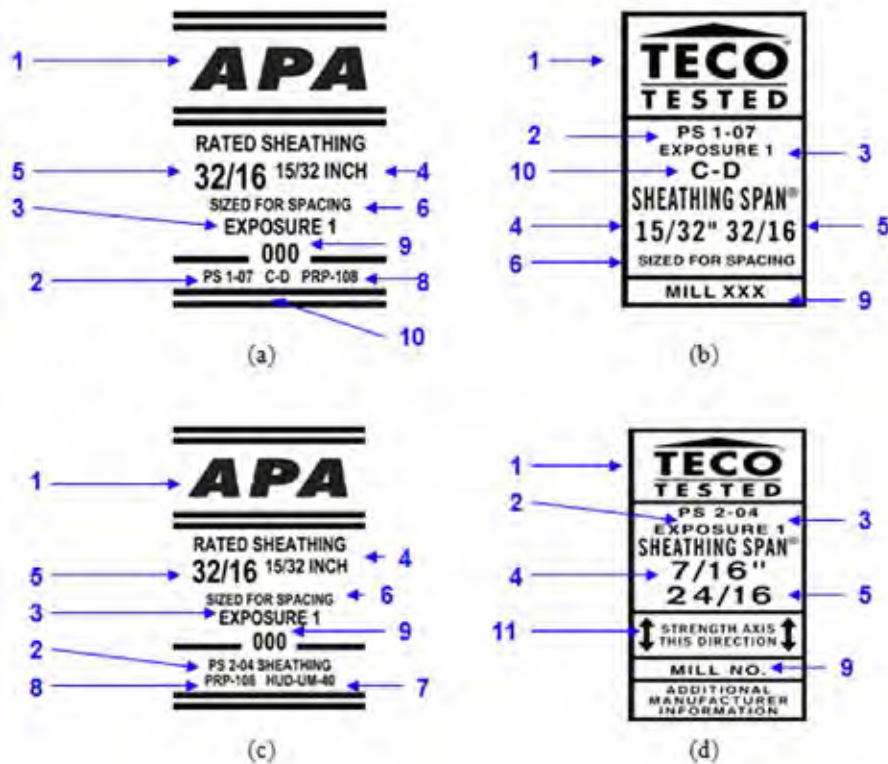 1
APA
RATED SHEATHING
5 32/16 15/32 INCH 4
SIZED FOR SPACING 6
3 EXPOSURE 1
000 9
2 PS 1-07 C-D PRP-108 8
10
(a)
1
TECO
TESTED
2 PS 1-07
EXPOSURE 1 3
10 C-D
SHEATHING SPAN®
4 15/32" 32/16 5
6 SIZED FOR SPACING
MILL XXX 9
(b)
1
APA
RATED SHEATHING
4
5 32/16 15/32 INCH
6
SIZED FOR SPACING
3 EXPOSURE 1
000 9
2 PS 2-04 SHEATHING
8 PRP-108 HUD-UM-40 7
(c)
1
TECO
TESTED
2 PS 2-04
EXPOSURE 1 3
SHEATHING SPAN®
4 7/16"
24/16 5
11 STRENGTH AXIS
THIS DIRECTION
MILL NO. 9
ADDITIONAL
MANUFACTURER
INFORMATION
(d)